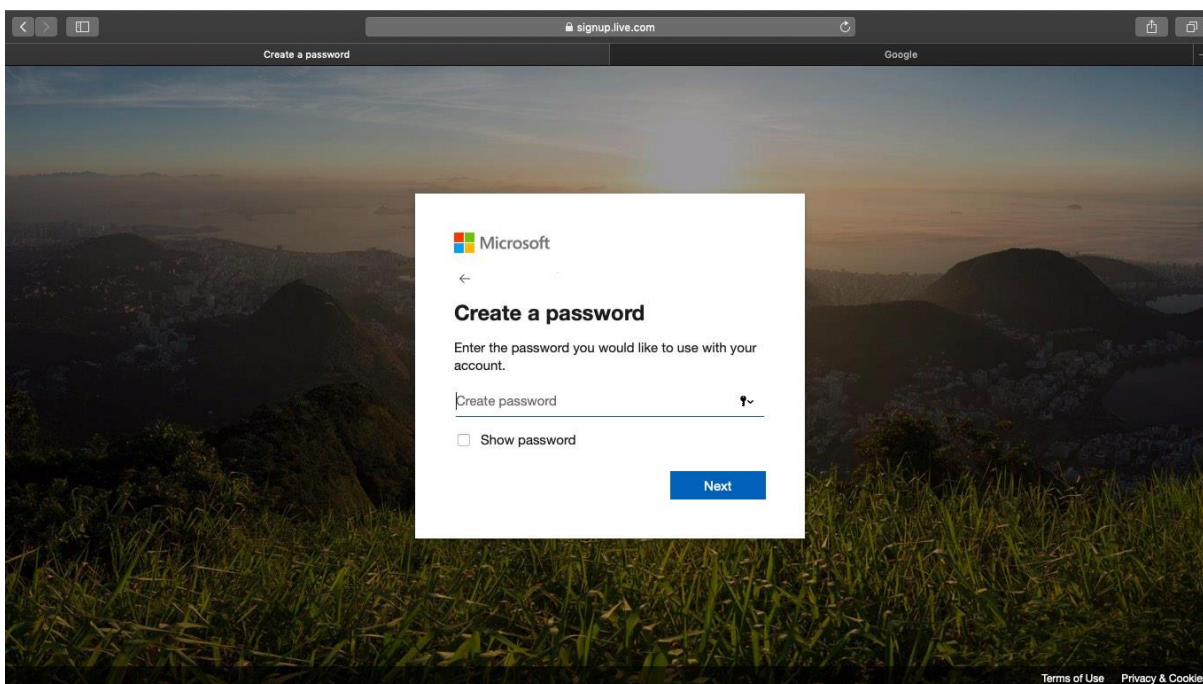 signup.live.com
Create a password
Google
Microsoft
Create a password
Enter the password you would like to use with your
account.
Create password
Show password
Next
Terms of Use Privacy & Cookie